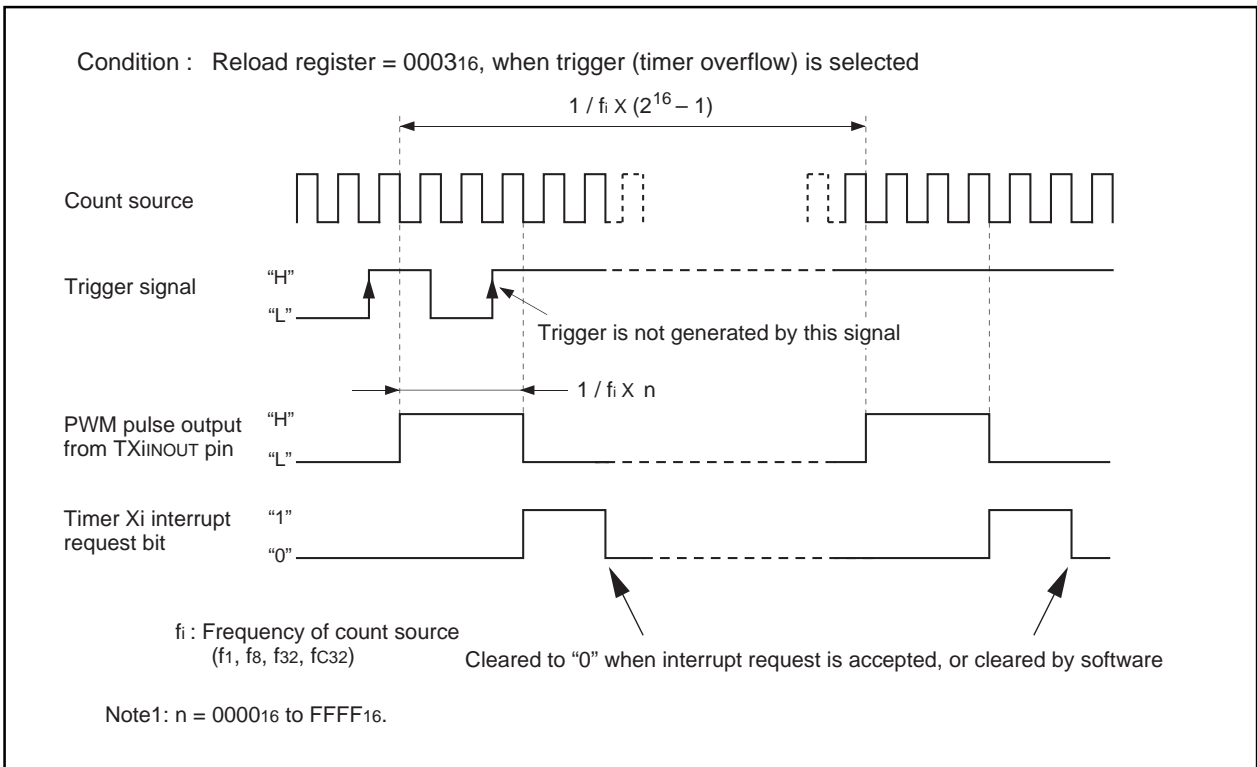 Condition :   Reload register = 000316, when trigger (timer overflow) is selected
1 / fi X (2^16 – 1)
Count source
Trigger signal
“H”
“L”
Trigger is not generated by this signal
1 / fi X n
PWM pulse output
from TXiINOUT pin
“H”
“L”
Timer Xi interrupt
request bit
“1”
“0”
fi : Frequency of count source
(f1, f8, f32, fC32)
Cleared to “0” when interrupt request is accepted, or cleared by software
Note1: n = 000016 to FFFF16.